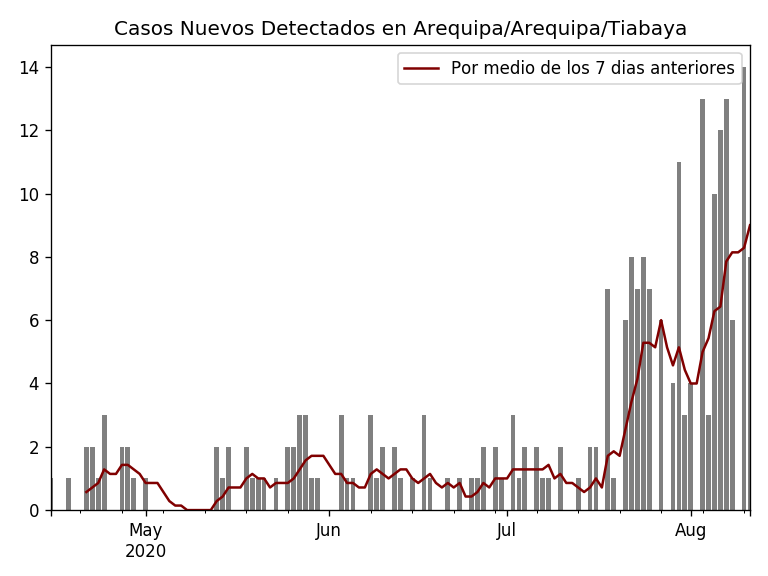 Casos Nuevos Detectados en Arequipa/Arequipa/Tiabaya
Por medio de los 7 dias anteriores
14
12
10
8
6
4
2
0
May
2020
Jun
Jul
Aug